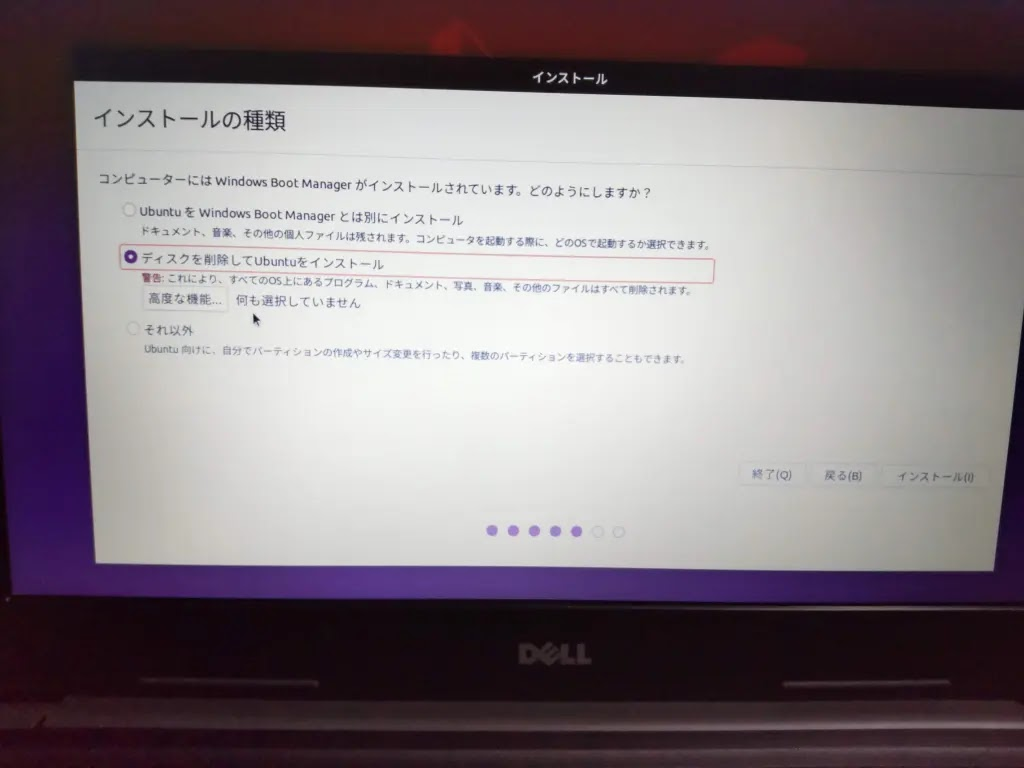 インストール
インストールの種類
コンピューターには Windows Boot Manager がインストールされています。どのようにしますか？
Ubuntu を Windows Boot Manager とは別にインストール
ドキュメント、音楽、その他の個人ファイルは残されます。コンピュータを起動する際に、どのOSで起動するか選択できます。
ディスクを削除してUbuntuをインストール
警告: これにより、すべてのOS上にあるプログラム、ドキュメント、写真、音楽、その他のファイルはすべて削除されます。
高度な機能... 何も選択していません
それ以外
Ubuntu 向けに、自分でパーティションの作成やサイズ変更を行ったり、複数のパーティションを選択することもできます。
終了(Q) 戻る(B) インストール(I)
DELL